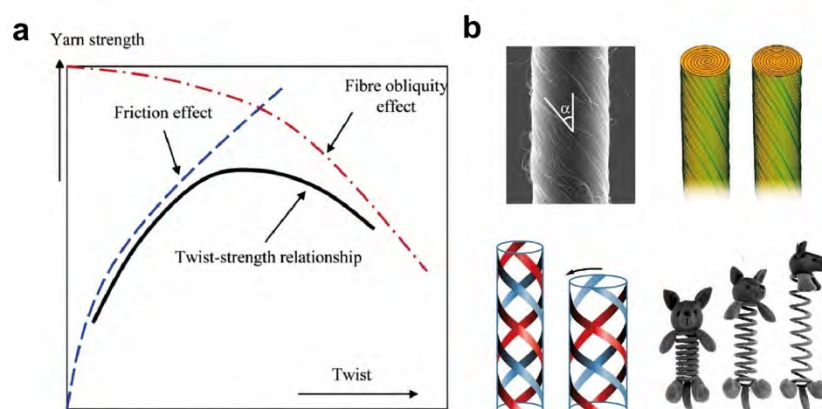 a
Yarn strength
Friction effect
Fibre obliquity
effect
Twist-strength relationship
Twist
b
α